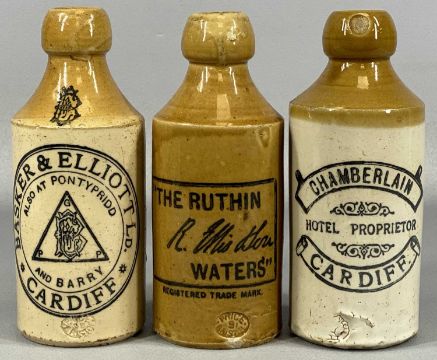 BASKER & ELLIOTT LD.
ALSO AT PONTYPRIDD
AND BARRY
CARDIFF
"THE RUTHIN
R. Ellis & Son
WATERS"
REGISTERED TRADE MARK.
CHAMBERLAIN
HOTEL PROPRIETOR
CARDIFF.